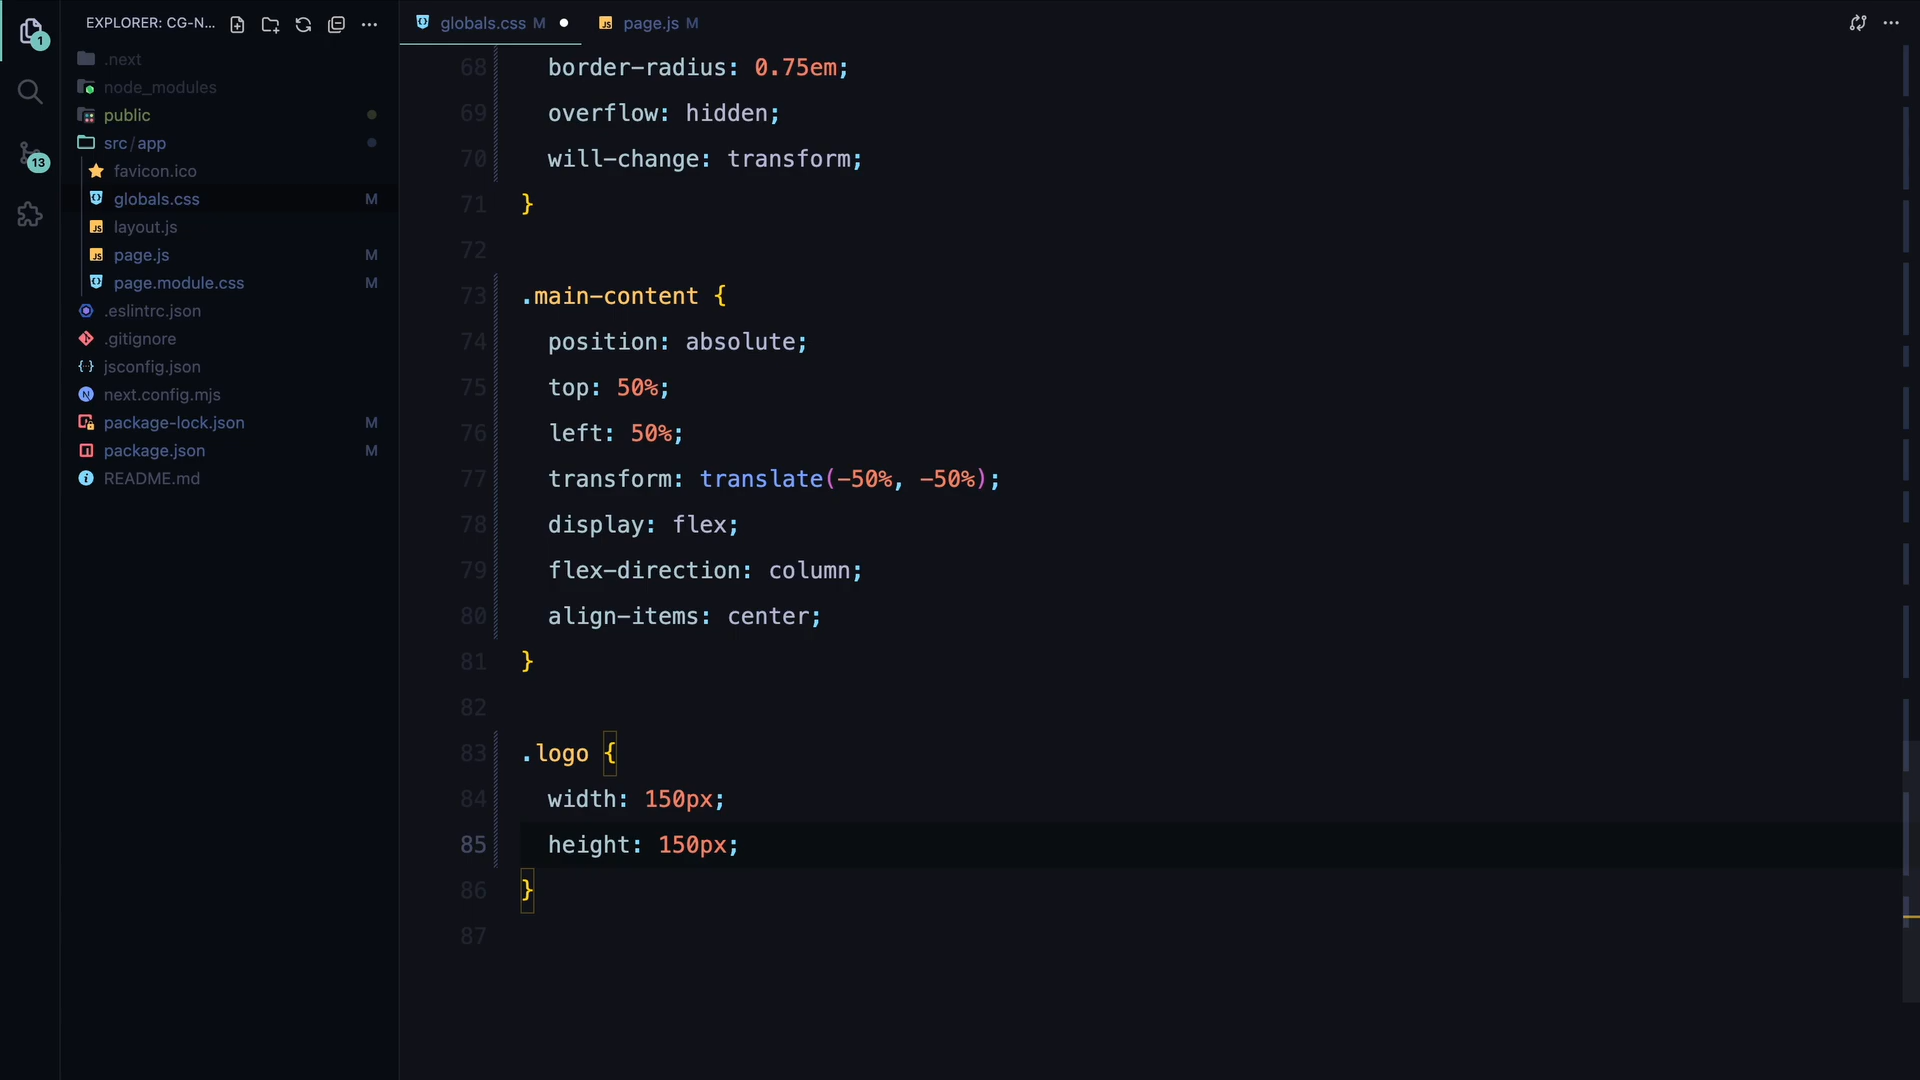 1
13
EXPLORER: CG-N...
.next
node_modules
public
src/app
favicon.ico
globals.css M
layout.js
page.js M
page.module.css M
.eslintrc.json
.gitignore
jsconfig.json
next.config.mjs
package-lock.json M
package.json M
README.md
globals.css M
page.js M
68 border-radius: 0.75em;
69 overflow: hidden;
70 will-change: transform;
71 }
72
73 .main-content {
74 position: absolute;
75 top: 50%;
76 left: 50%;
77 transform: translate(-50%, -50%);
78 display: flex;
79 flex-direction: column;
80 align-items: center;
81 }
82
83 .logo {
84 width: 150px;
85 height: 150px;
86 }
87